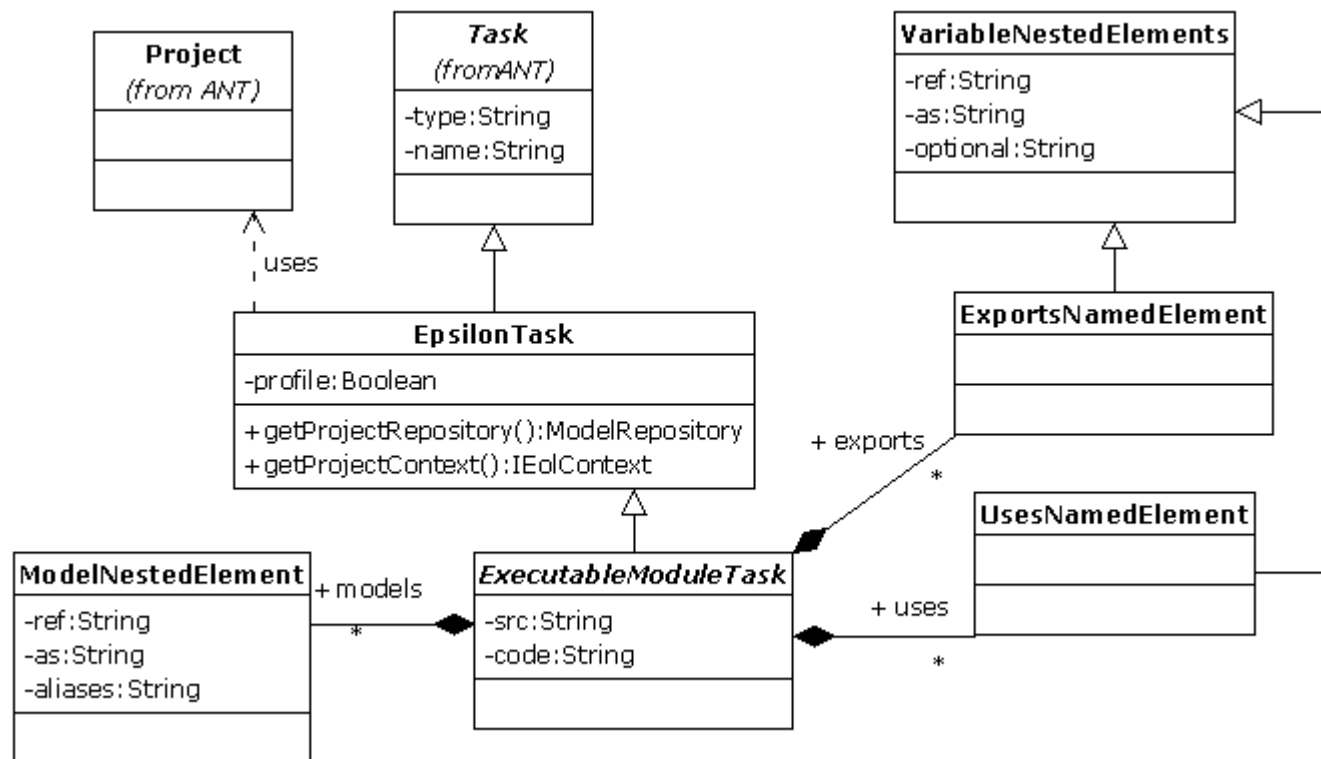 Project
(from ANT)
Task
(fromANT)
-type:String
-name:String
VariableNestedElements
-ref:String
-as:String
-optional:String
uses
EpsilonTask
-profile:Boolean
+getProjectRepository():ModelRepository
+getProjectContext():IEolContext
ExportsNamedElement
+ exports
*
UsesNamedElement
ModelNestedElement
-ref:String
-as:String
-aliases:String
+ models
*
ExecutableModuleTask
-src:String
-code:String
+ uses
*